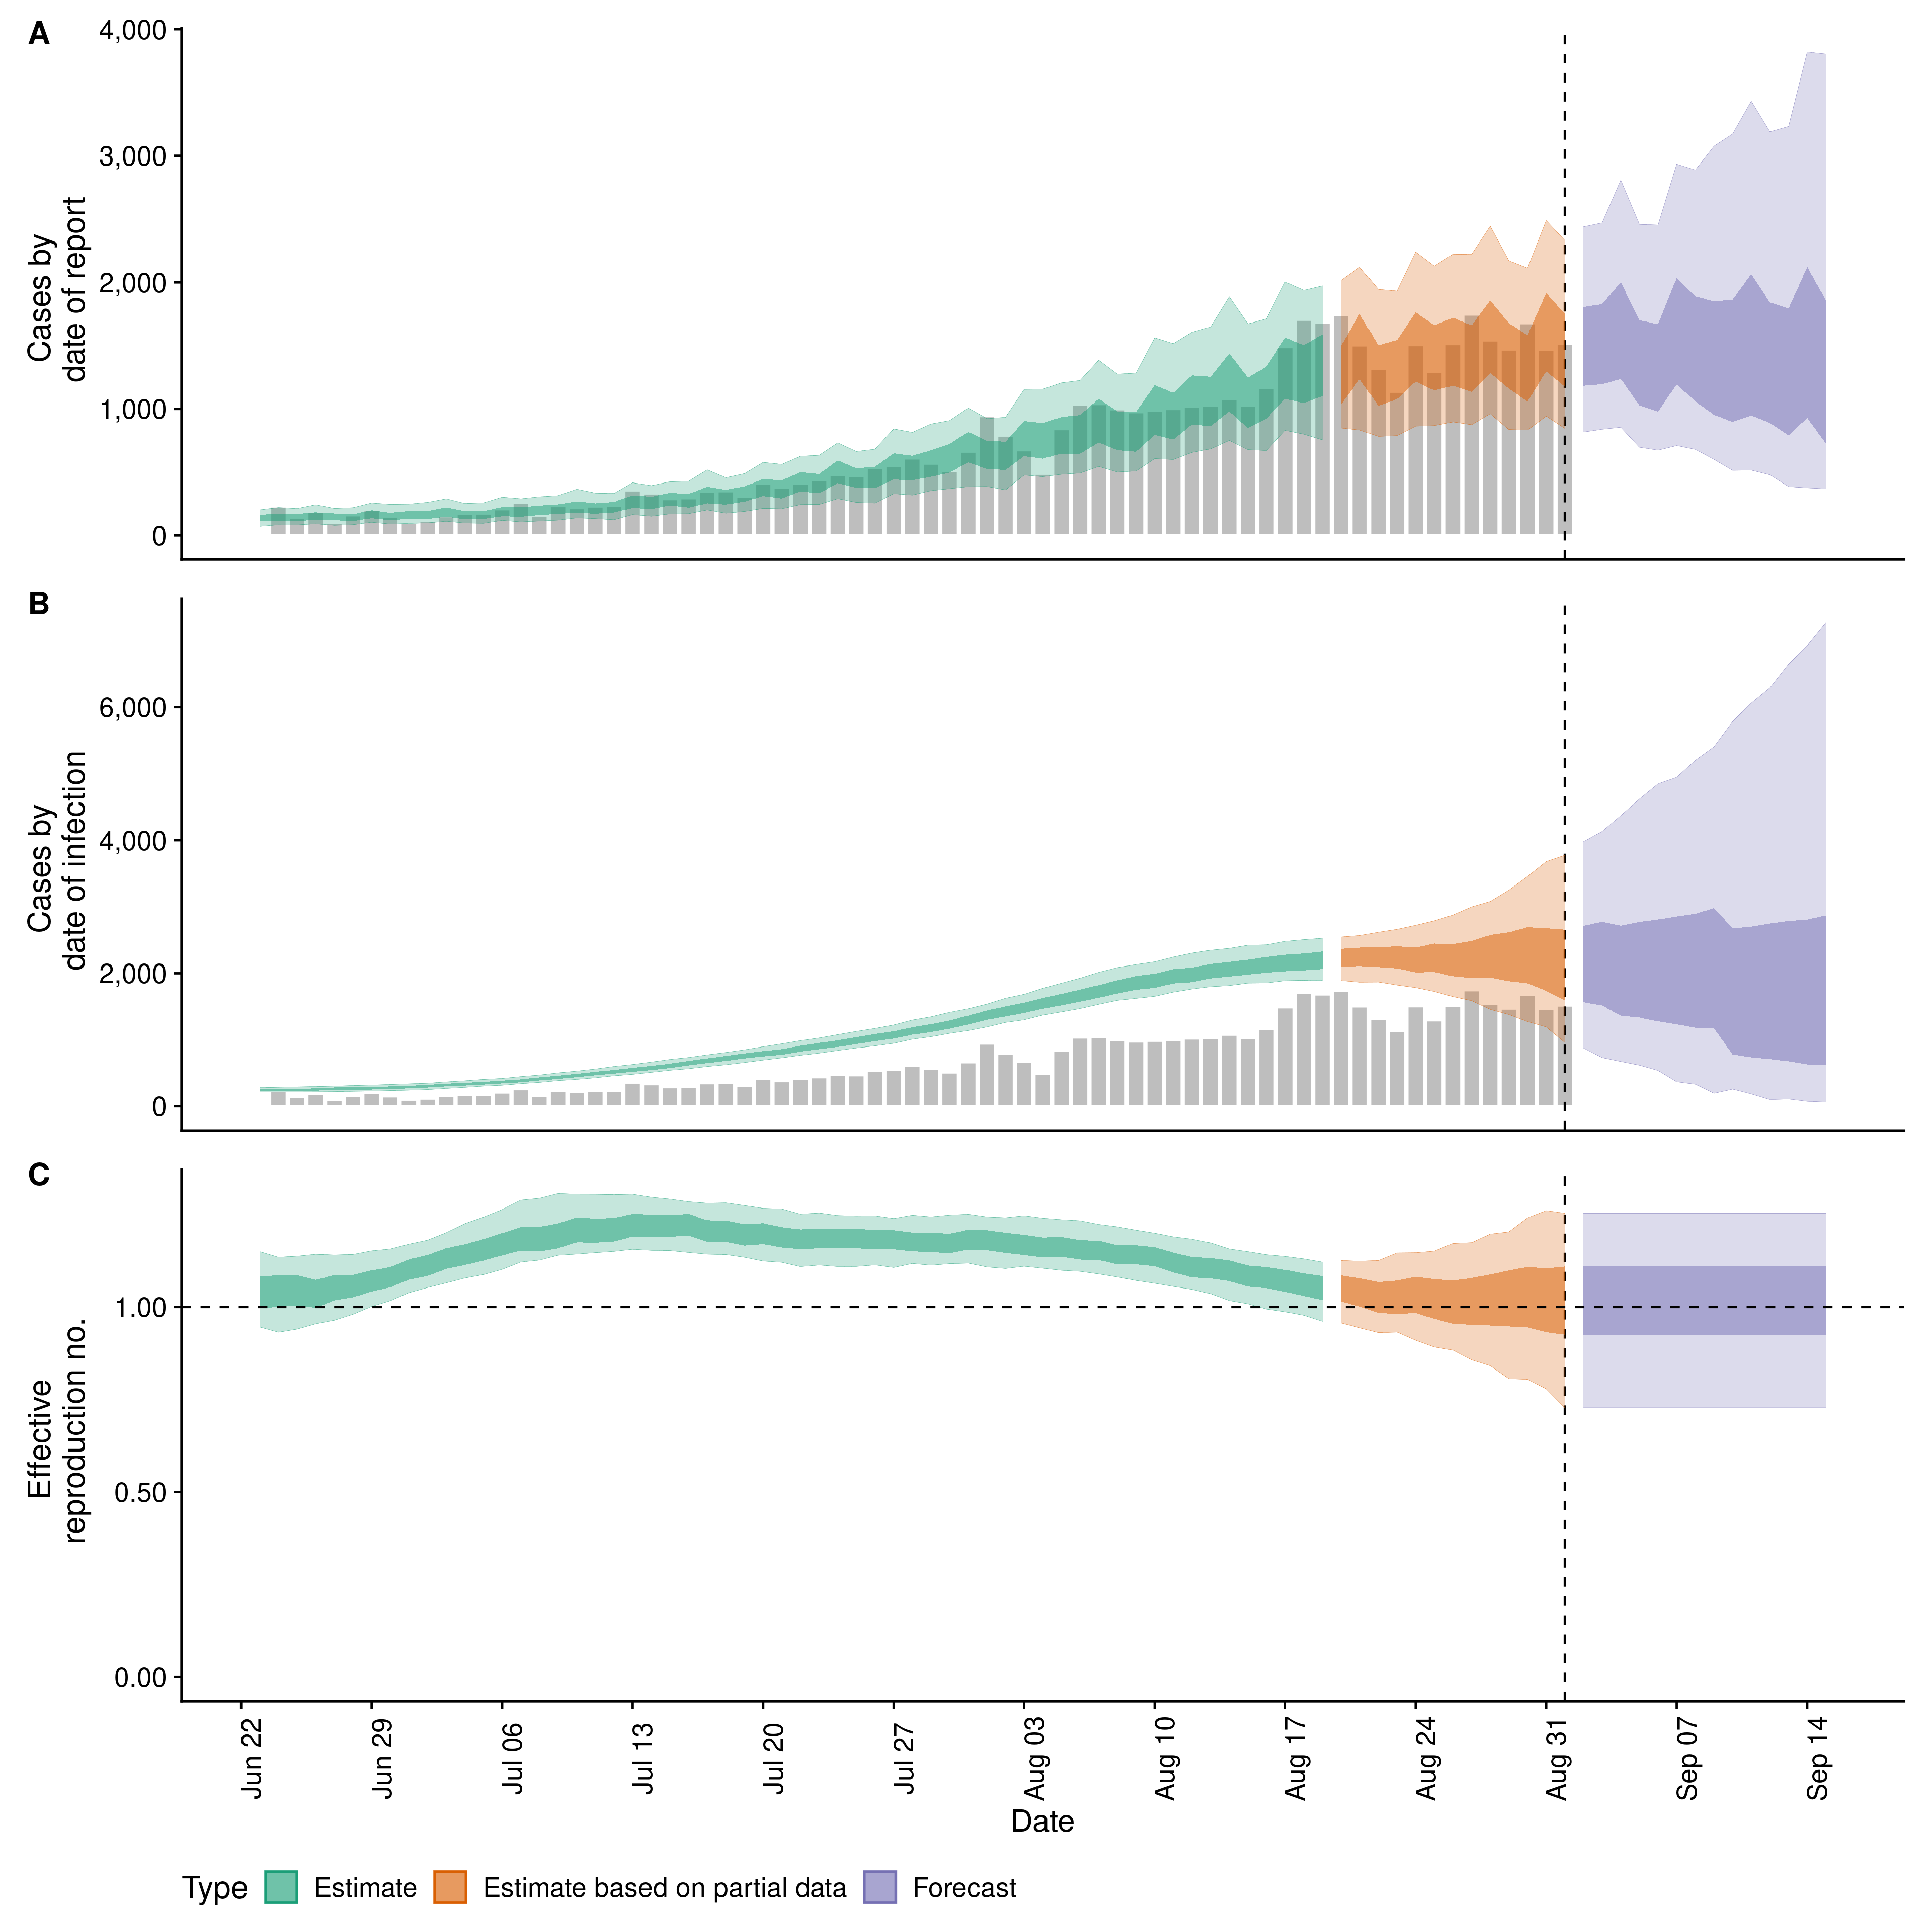 A
4,000
3,000
2,000
1,000
0
Cases by
date of report
B
6,000
4,000
2,000
0
Cases by
date of infection
C
1.00
0.50
0.00
Effective
reproduction no.
Jun 22
Jun 29
Jul 06
Jul 13
Jul 20
Jul 27
Aug 03
Aug 10
Aug 17
Aug 24
Aug 31
Sep 07
Sep 14
Date
Type Estimate Estimate based on partial data Forecast